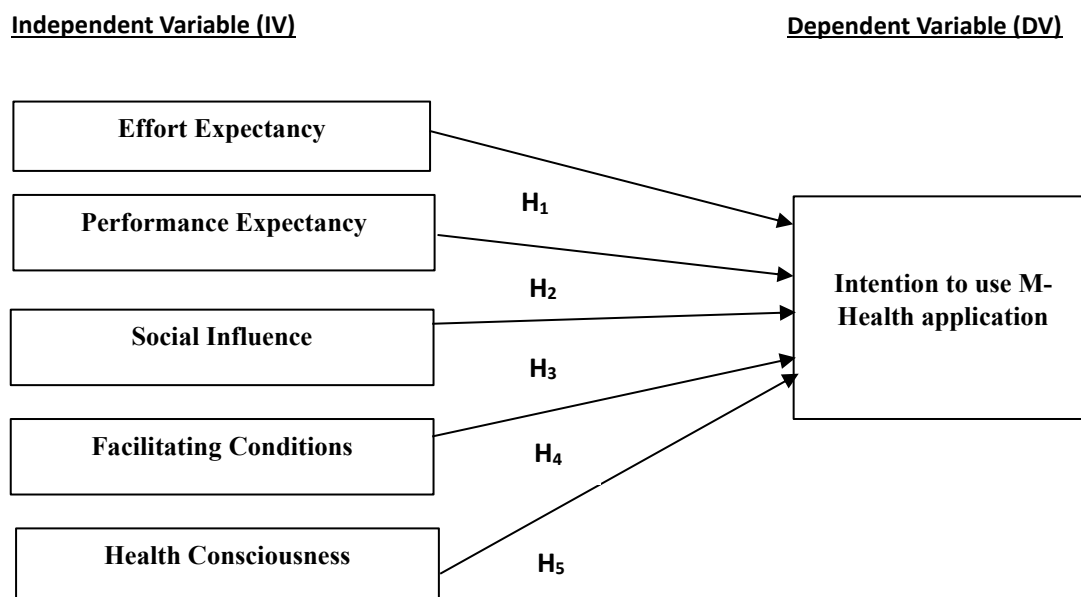 Independent Variable (IV)
Dependent Variable (DV)
Effort Expectancy
H₁
Performance Expectancy
H₂
Intention to use M-
Health application
Social Influence
H₃
Facilitating Conditions
H₄
Health Consciousness
H₅